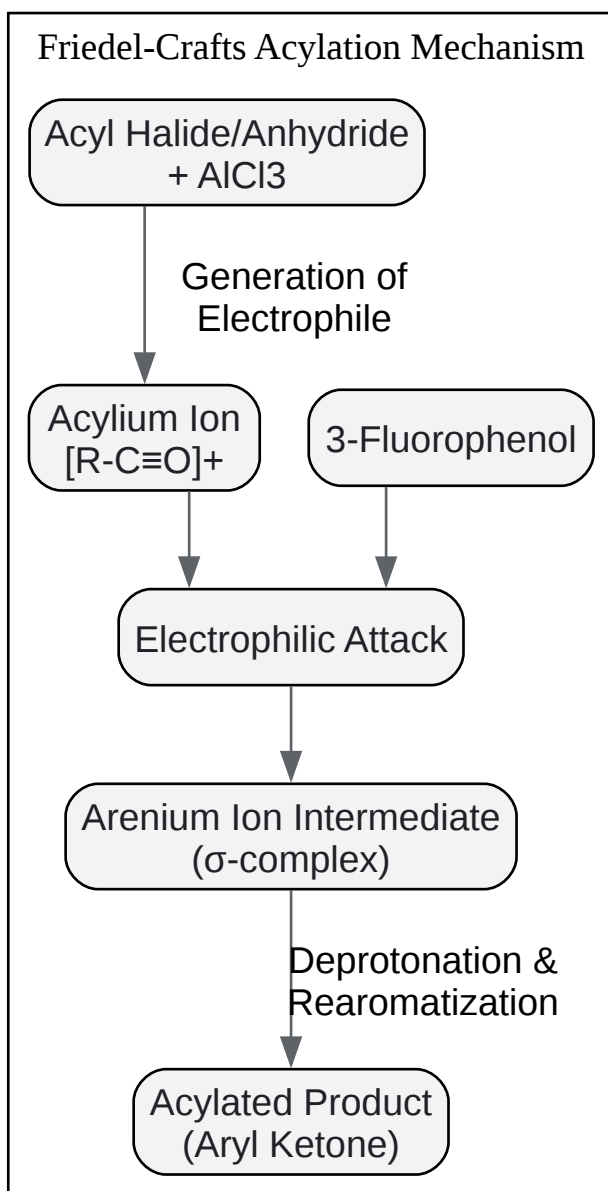 Friedel-Crafts Acylation Mechanism
Acyl Halide/Anhydride
+ AlCl3
Generation of
Electrophile
Acylium Ion
[R-C≡O]+
3-Fluorophenol
Electrophilic Attack
Arenium Ion Intermediate
(σ-complex)
Deprotonation &
Rearomatization
Acylated Product
(Aryl Ketone)